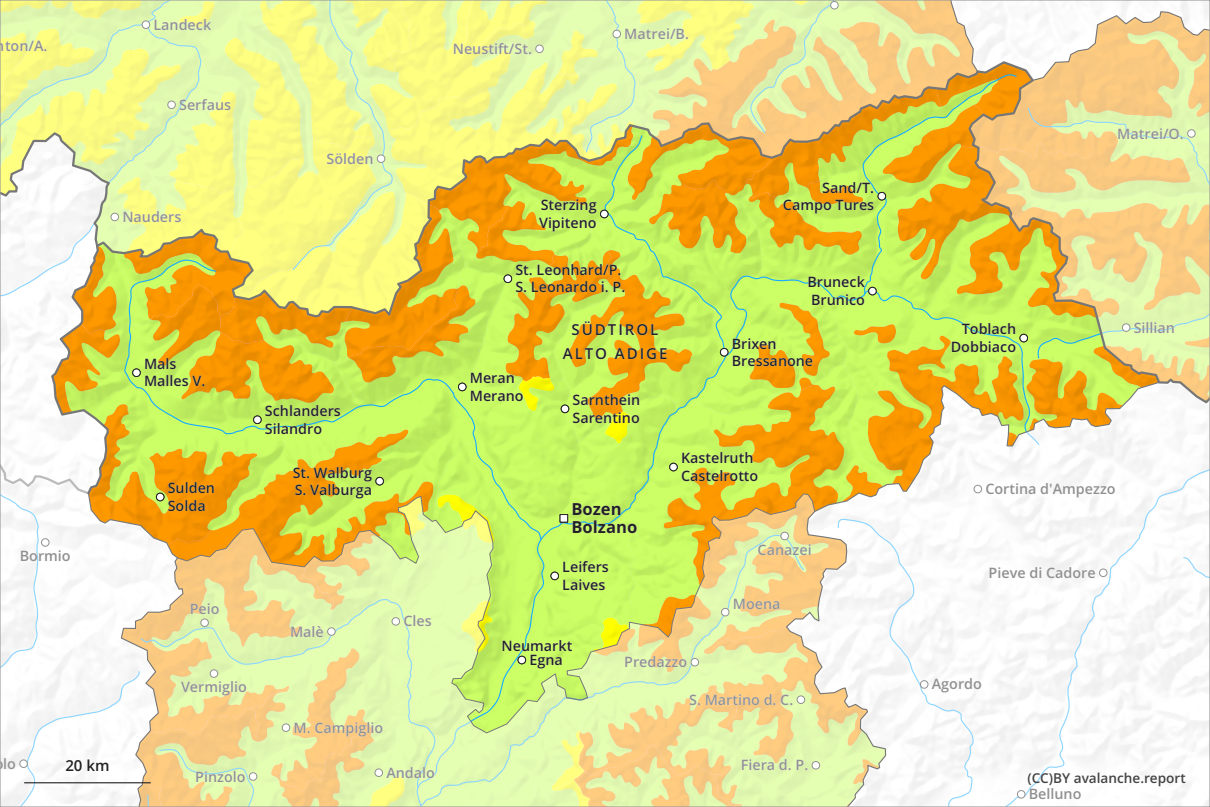 Landeck
nton/A.
Neustift/St.
Matrei/B.
Serfaus
Matrei/O.
Sölden
Sand/T.
Campo Tures
Sterzing
Vipiteno
Nauders
St. Leonhard/P.
S. Leonardo i. P.
Bruneck
Brunico
SÜDTIROL
ALTO ADIGE
Toblach
Dobbiaco
Sillian
Brixen
Bressanone
Mals
Malles V.
Meran
Merano
Sarnthein
Sarentino
Schlanders
Silandro
Kastelruth
Castelrotto
St. Walburg
S. Valburga
Sulden
Solda
Cortina d'Ampezzo
Bozen
Bolzano
Bormio
Canazei
Leifers
Laives
Pieve di Cadore
Peio
Moena
Malè
Cles
Neumarkt
Egna
Predazzo
Vermiglio
Agordo
S. Martino d. C.
M. Campiglio
Fiera d. P.
20 km
Pinzolo
Andalo
olo
(CC)BY avalanche.report
Belluno